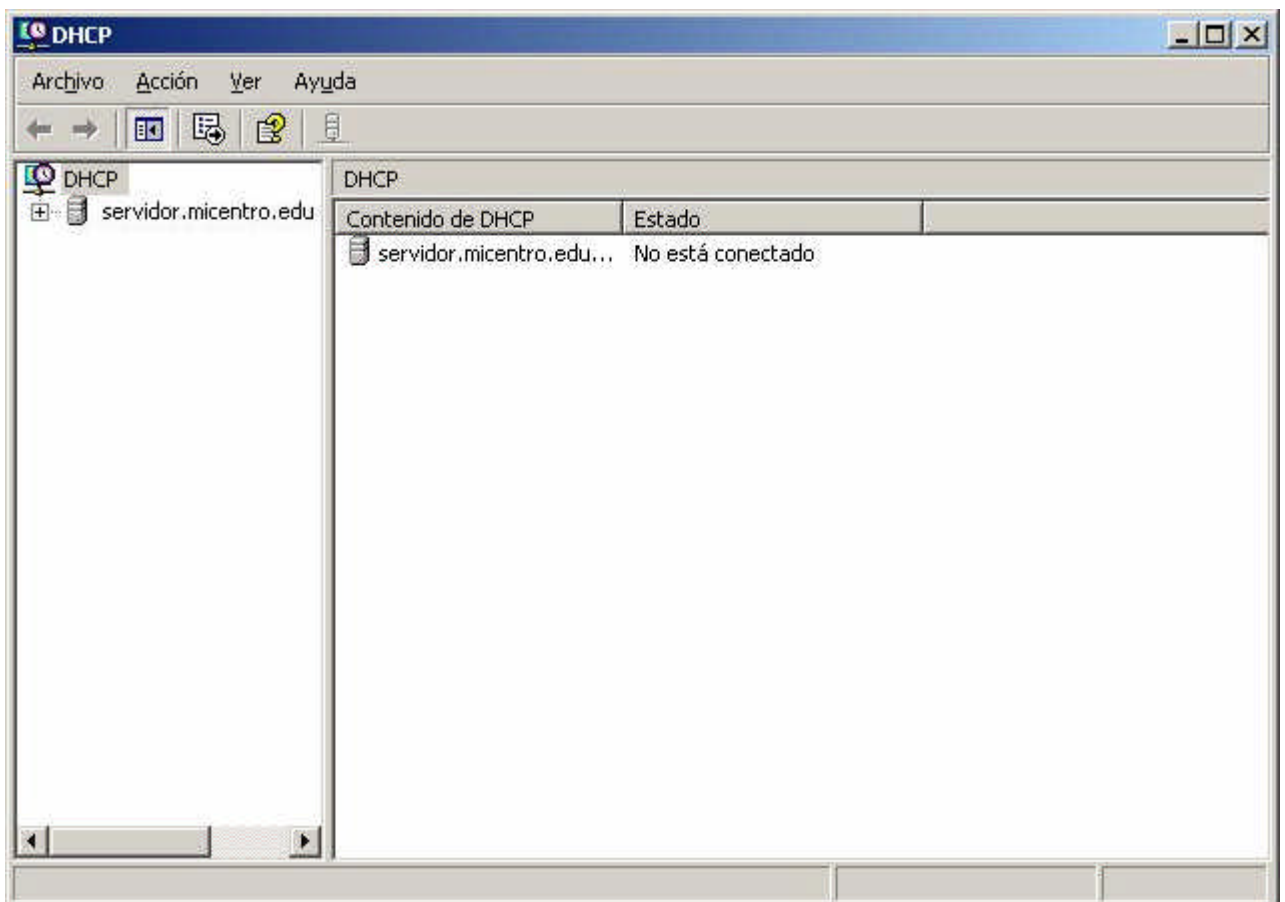 DHCP
Archivo Acción Ver Ayuda
DHCP
servidor.micentro.edu
DHCP
Contenido de DHCP Estado
servidor.micentro.edu... No está conectado